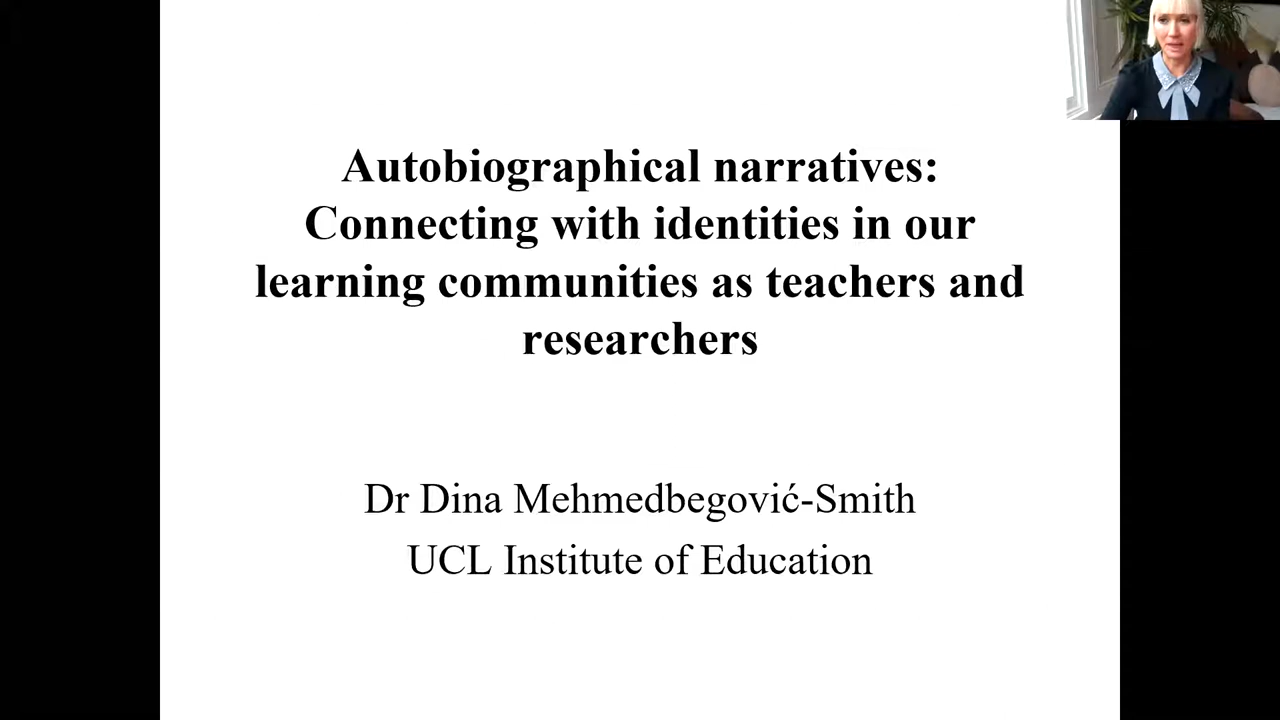 Autobiographical narratives:
Connecting with identities in our
learning communities as teachers and
researchers
Dr Dina Mehmedbegović-Smith
UCL Institute of Education